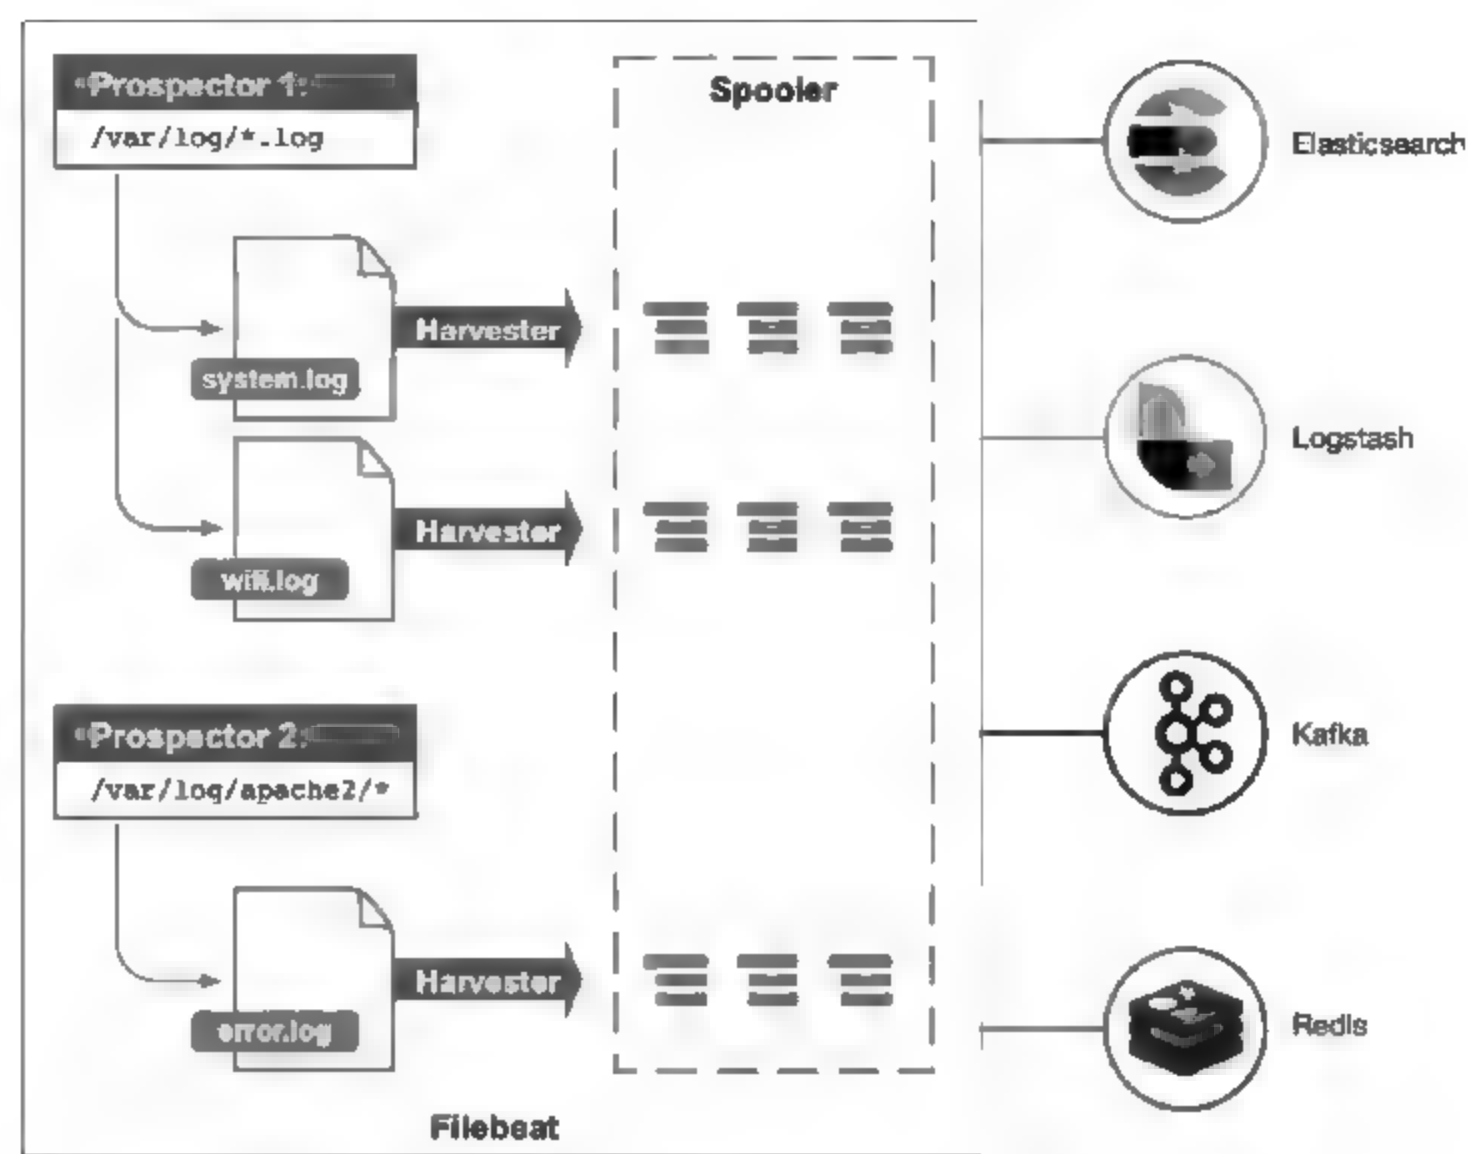 Prospector 1:
/var/log/*.log
Spooler
Elasticsearch
Harvester
system.log
Logstash
Harvester
wifi.log
Prospector 2:
/var/log/apache2/*
Kafka
Harvester
error.log
Redis
Filebeat